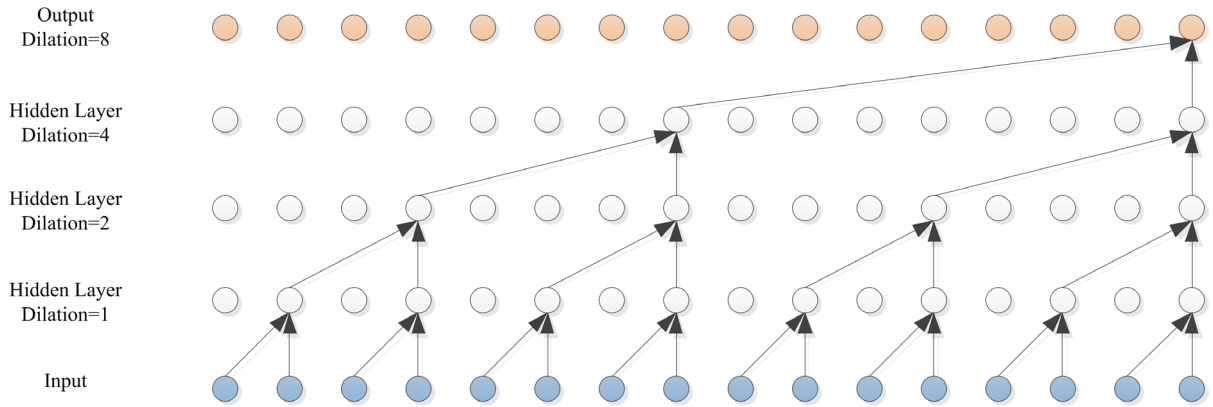 Output
Dilation=8
Hidden Layer
Dilation=4
Hidden Layer
Dilation=2
Hidden Layer
Dilation=1
Input